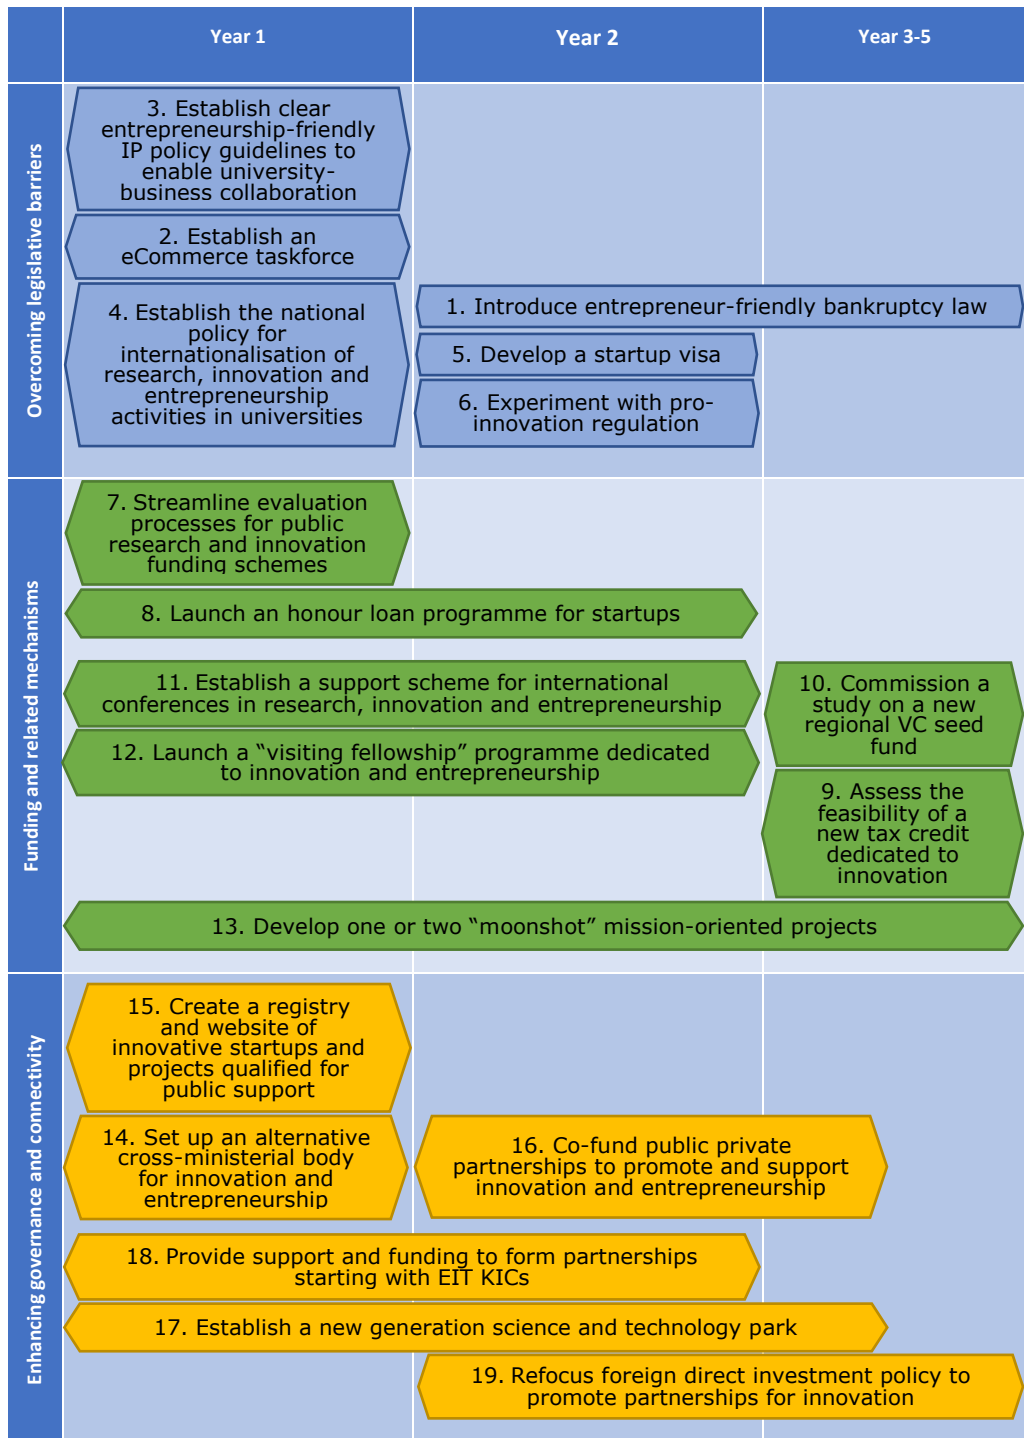 Year 1
Year 2
Year 3-5
Overcoming legislative barriers
3. Establish clear
entrepreneurship-friendly
IP policy guidelines to
enable university-
business collaboration
2. Establish an
eCommerce taskforce
4. Establish the national
policy for
internationalisation of
research, innovation and
entrepreneurship
activities in universities
1. Introduce entrepreneur-friendly bankruptcy law
5. Develop a startup visa
6. Experiment with pro-
innovation regulation
Funding and related mechanisms
7. Streamline evaluation
processes for public
research and innovation
funding schemes
8. Launch an honour loan programme for startups
11. Establish a support scheme for international
conferences in research, innovation and entrepreneurship
12. Launch a “visiting fellowship” programme dedicated
to innovation and entrepreneurship
10. Commission a
study on a new
regional VC seed
fund
9. Assess the
feasibility of a
new tax credit
dedicated to
innovation
13. Develop one or two “moonshot” mission-oriented projects
Enhancing governance and connectivity
15. Create a registry
and website of
innovative startups and
projects qualified for
public support
14. Set up an alternative
cross-ministerial body
for innovation and
entrepreneurship
16. Co-fund public private
partnerships to promote and support
innovation and entrepreneurship
18. Provide support and funding to form partnerships
starting with EIT KICs
17. Establish a new generation science and technology park
19. Refocus foreign direct investment policy to
promote partnerships for innovation